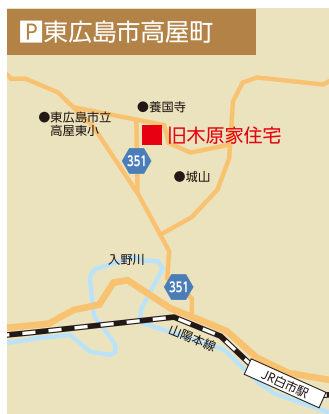 P東広島市高屋町
養国寺
東広島市立
高屋東小
旧木原家住宅
351
城山
入野川
351
山陽本線
JR白市駅